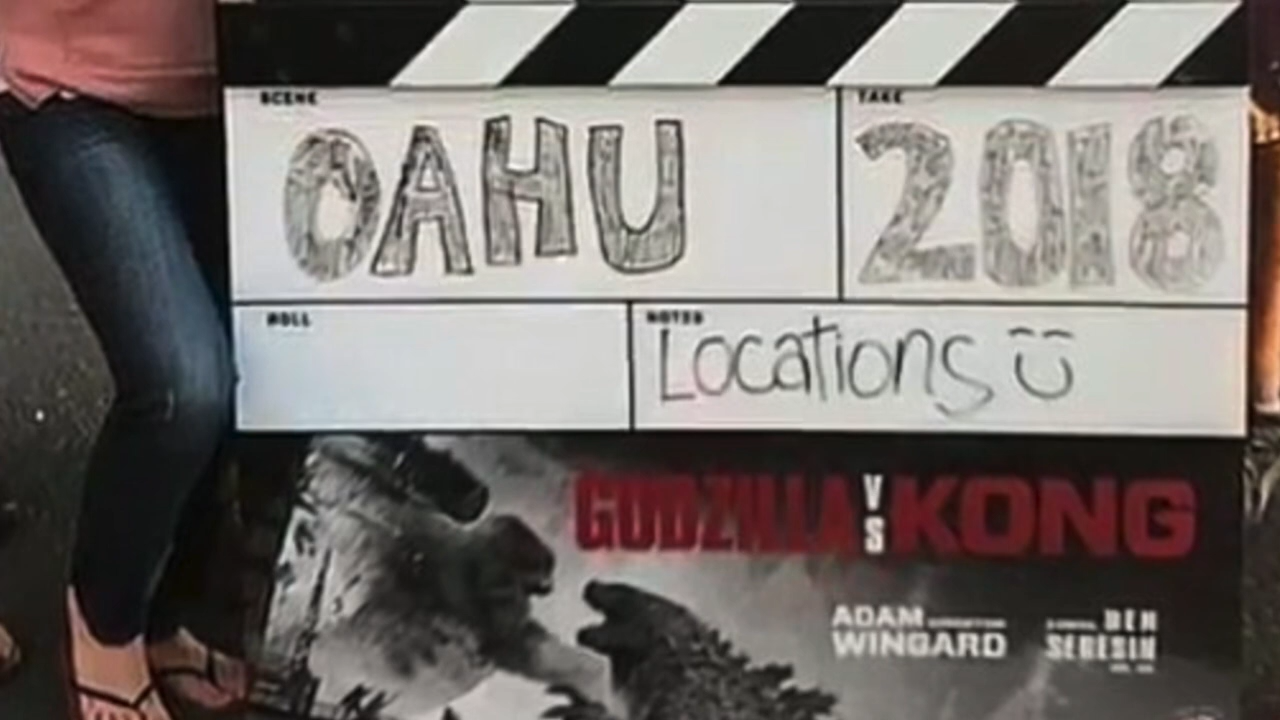 SCENE TAKE
OAHU 2018
ROLL NOTES
Locations
GODZILLA VS KONG
ADAM BEN
WINGARD SERESIN